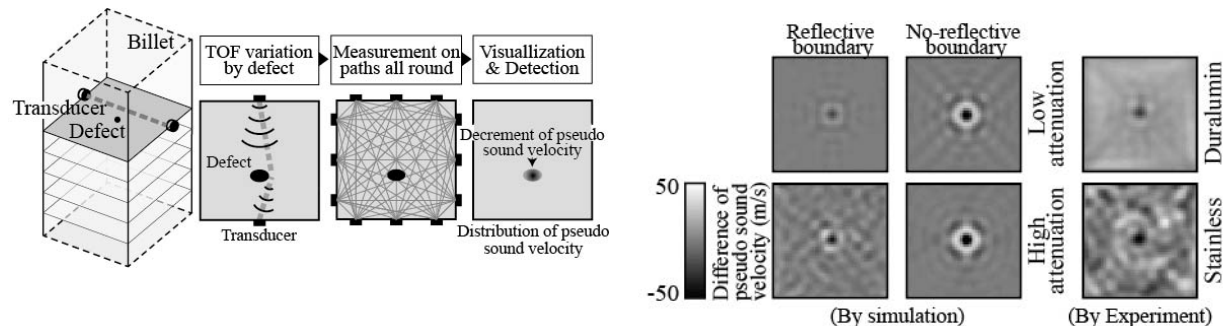 Billet
Transducer
Defect
TOF variation
by defect
Measurement on
paths all round
Visuallization
& Detection
Defect
Transducer
Decrement of pseudo
sound velocity
Distribution of pseudo
sound velocity
Reflective
boundary
No-reflective
boundary
Low
attenuation
Duralumin
50
-50
Difference of
pseudo sound
velocity (m/s)
High
attenuation
Stainless
(By simulation)
(By Experiment)